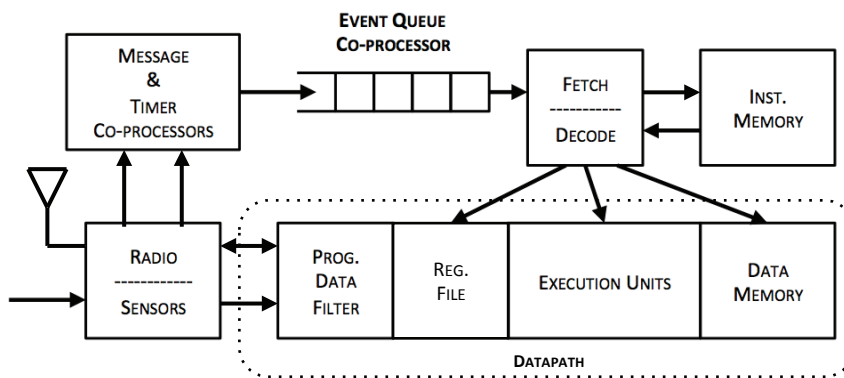 EVENT QUEUE
CO-PROCESSOR
MESSAGE
&
TIMER
CO-PROCESSORS
FETCH
------------
DECODE
INST.
MEMORY
RADIO
-------------
SENSORS
PROG.
DATA
FILTER
REG.
FILE
EXECUTION UNITS
DATA
MEMORY
DATAPATH